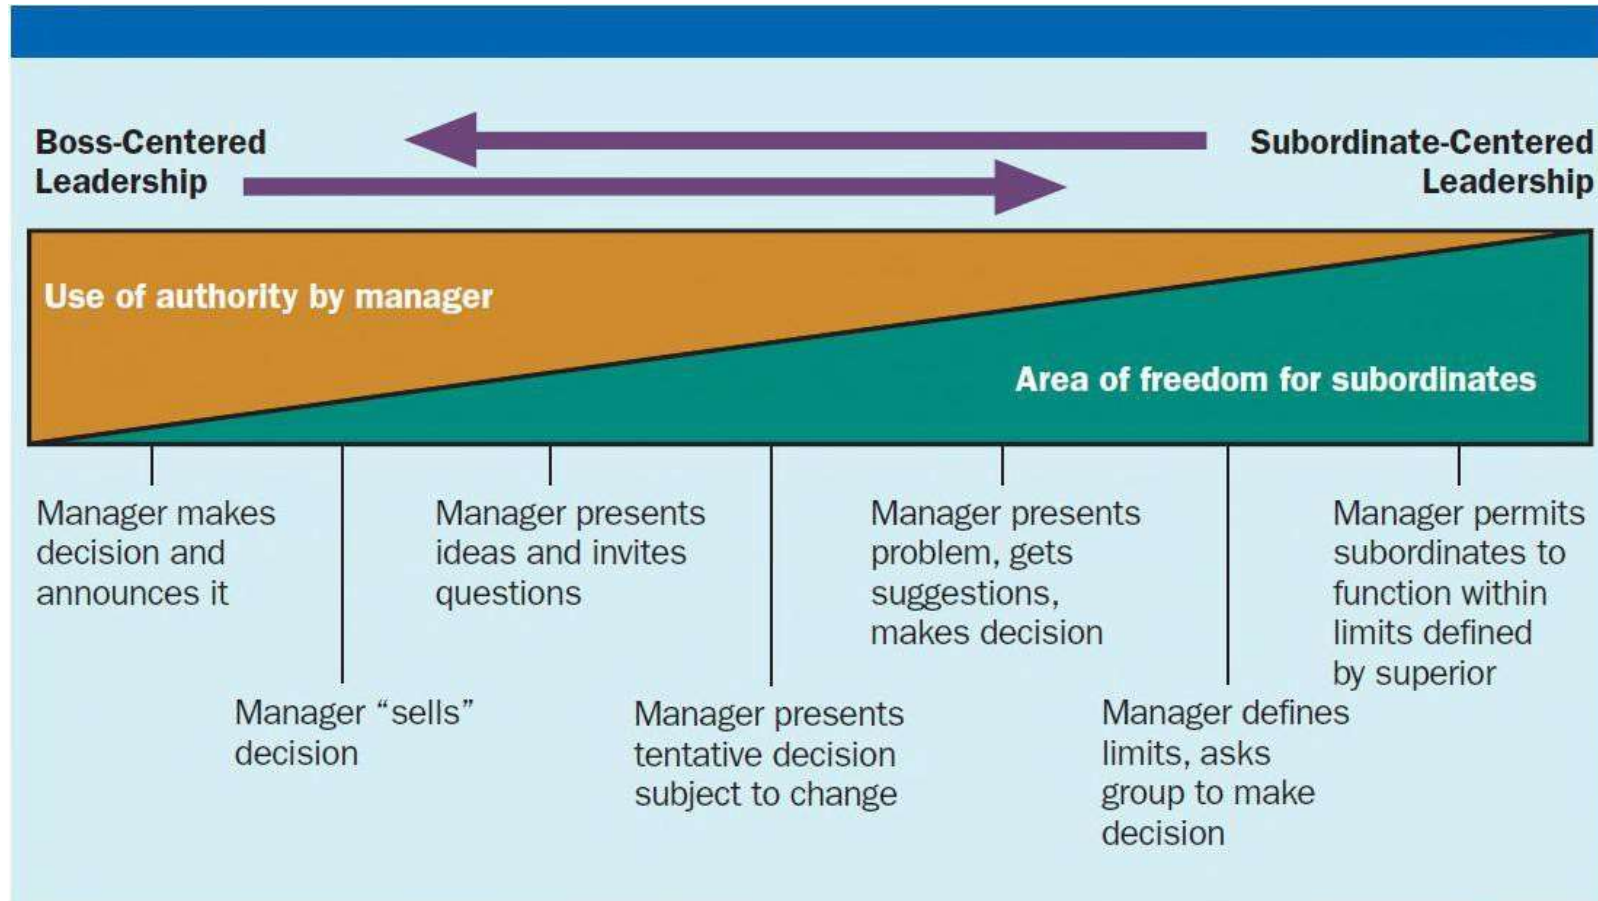 Boss-Centered
Leadership
Subordinate-Centered
Leadership
Use of authority by manager
Area of freedom for subordinates
Manager makes
decision and
announces it
Manager “sells”
decision
Manager presents
ideas and invites
questions
Manager presents
tentative decision
subject to change
Manager presents
problem, gets
suggestions,
makes decision
Manager defines
limits, asks
group to make
decision
Manager permits
subordinates to
function within
limits defined
by superior